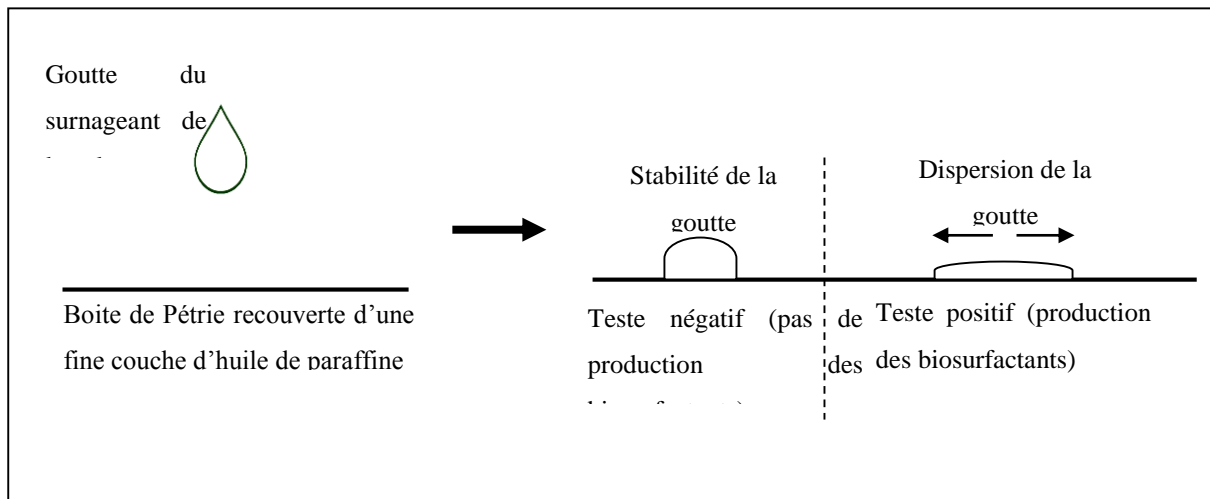 Goutte du
surnageant de
Stabilité de la
goutte
Dispersion de la
goutte
Boite de Pétrie recouverte d’une
fine couche d’huile de paraffine
Teste négatif (pas de
production des
Teste positif (production
des biosurfactants)